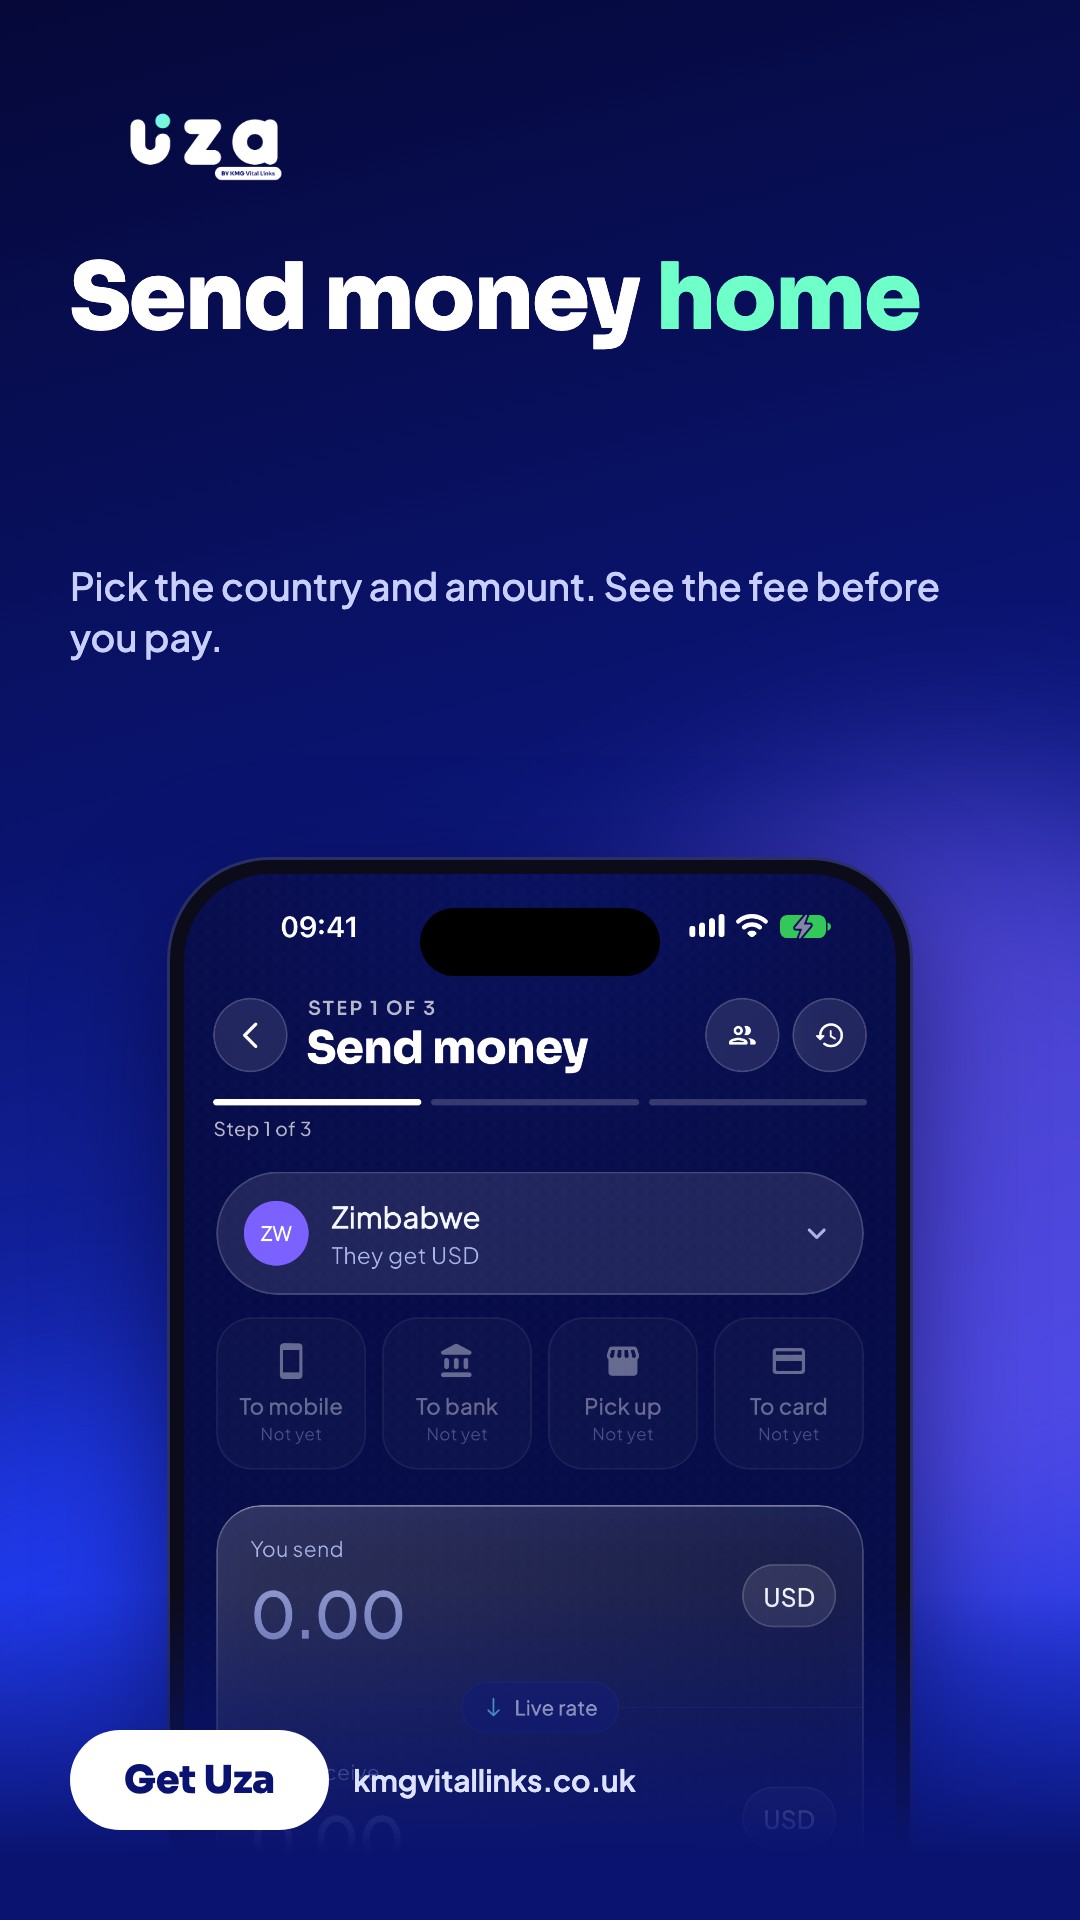 uza
BY KMG Vital Links
Send money home
Pick the country and amount. See the fee before
you pay.
09:41
STEP 1 OF 3
Send money
Step 1 of 3
ZW
Zimbabwe
They get USD
To mobile
Not yet
To bank
Not yet
Pick up
Not yet
To card
Not yet
You send
0.00
USD
Live rate
Get Uza
kmgvitallinks.co.uk
USD
0.00